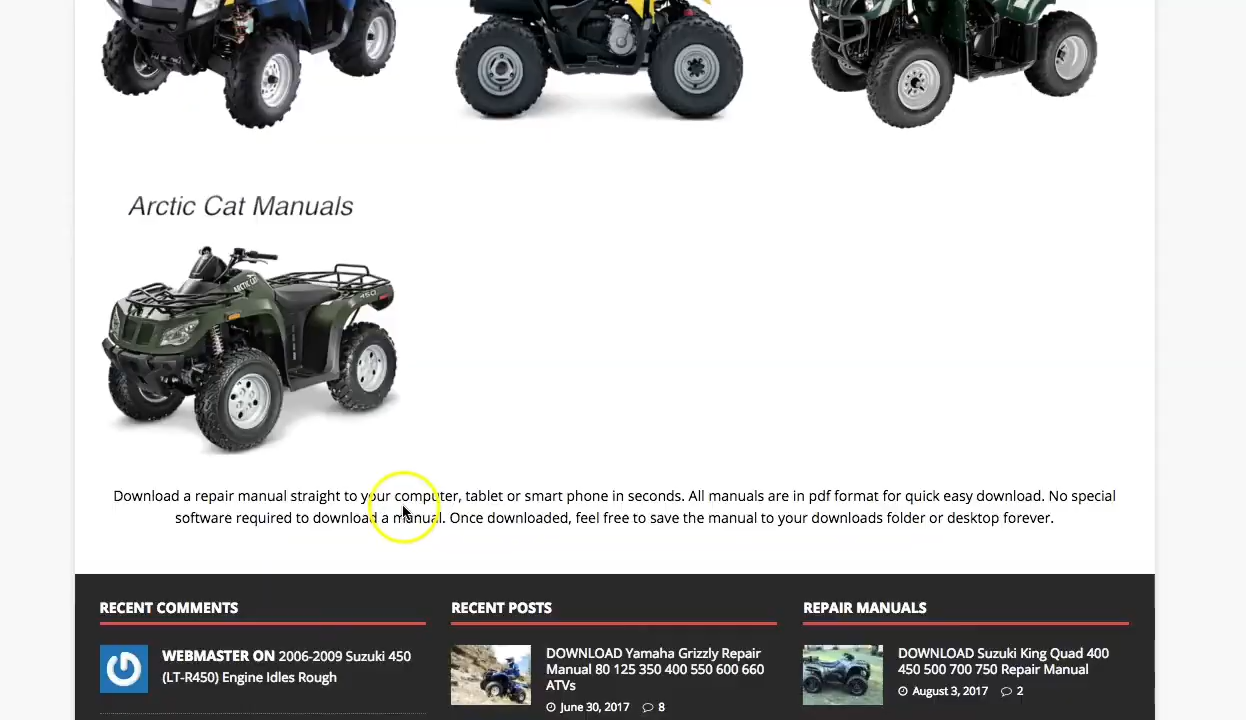 Arctic Cat Manuals
ARCTIC CAT
450
Download a repair manual straight to your computer, tablet or smart phone in seconds. All manuals are in pdf format for quick easy download. No special
software required to download a manual. Once downloaded, feel free to save the manual to your downloads folder or desktop forever.
RECENT COMMENTS
WEBMASTER ON 2006-2009 Suzuki 450
(LT-R450) Engine Idles Rough
RECENT POSTS
DOWNLOAD Yamaha Grizzly Repair
Manual 80 125 350 400 550 600 660
ATVs
June 30, 2017 8
REPAIR MANUALS
DOWNLOAD Suzuki King Quad 400
450 500 700 750 Repair Manual
August 3, 2017 2